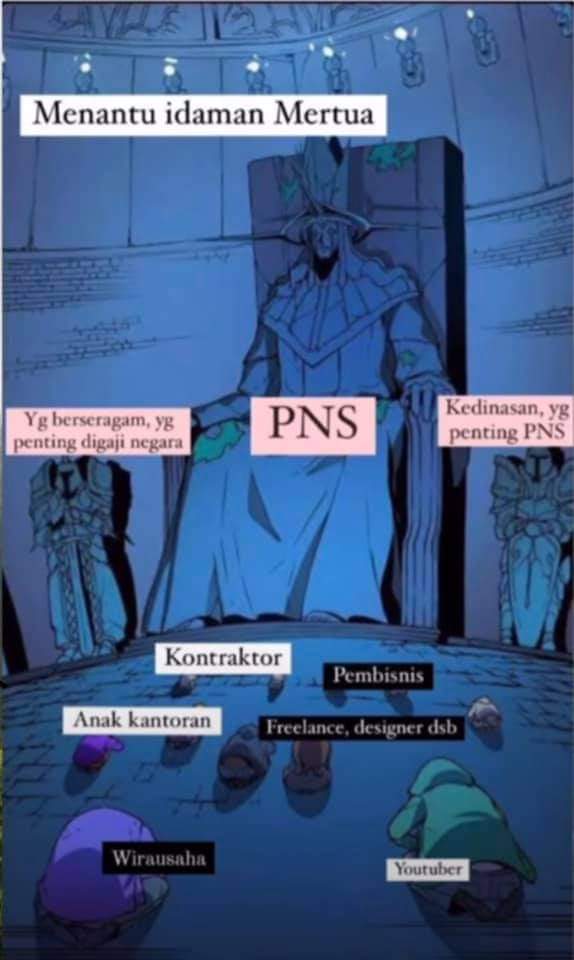 Menantu idaman Mertua
Yg berseragam, yg
penting digaji negara
PNS
Kedinasan, yg
penting PNS
Kontraktor
Pembisnis
Anak kantoran
Freelance, designer dsb
Wirausaha
Youtuber